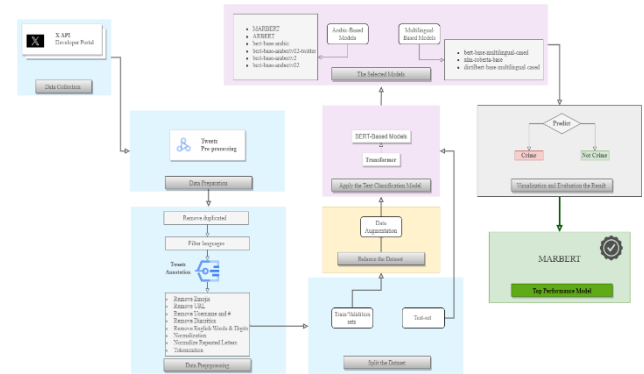 X API
Developer Portal
Data Collection
Tweets
Pre-processing
Data Preparation
Remove duplicated
Filter languages
Tweets
Annotation
Remove Emojis
Remove URL
Remove Username and #
Remove Diacritics
Remove English Words & Digits
Normalization
Normalize Repeated Letters
Tokenization
Data Preprocessing
Train/Validation
sets
Test-set
Split the Dataset
Data
Augmentation
Balance the Dataset
BERT-Based Models
Transformer
Apply the Text Classification Model
MARBERT
ARBERT
bert-base-arabic
bert-base-arabertv02-twitter
bert-base-arabertv2
bert-base-arabertv02
Arabic-Based
Models
Multilingual-
Based Models
bert-base-multilingual-cased
xlm-roberta-base
distilbert-base-multilingual-cased
The Selected Models
Predict
Crime
Not Crime
Visualization and Evaluation the Result
MARBERT
Top Performance Model